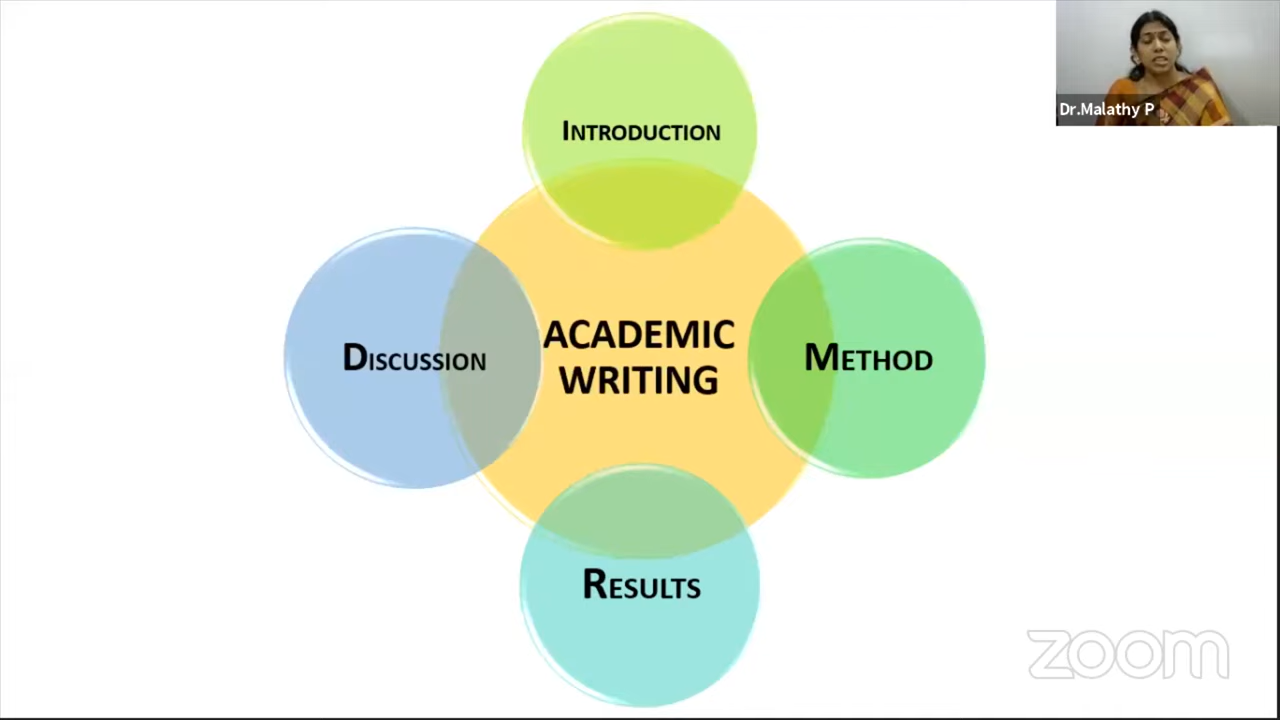 INTRODUCTION
Dr.Malathy P
DISCUSSION
ACADEMIC
WRITING
METHOD
RESULTS
zoom